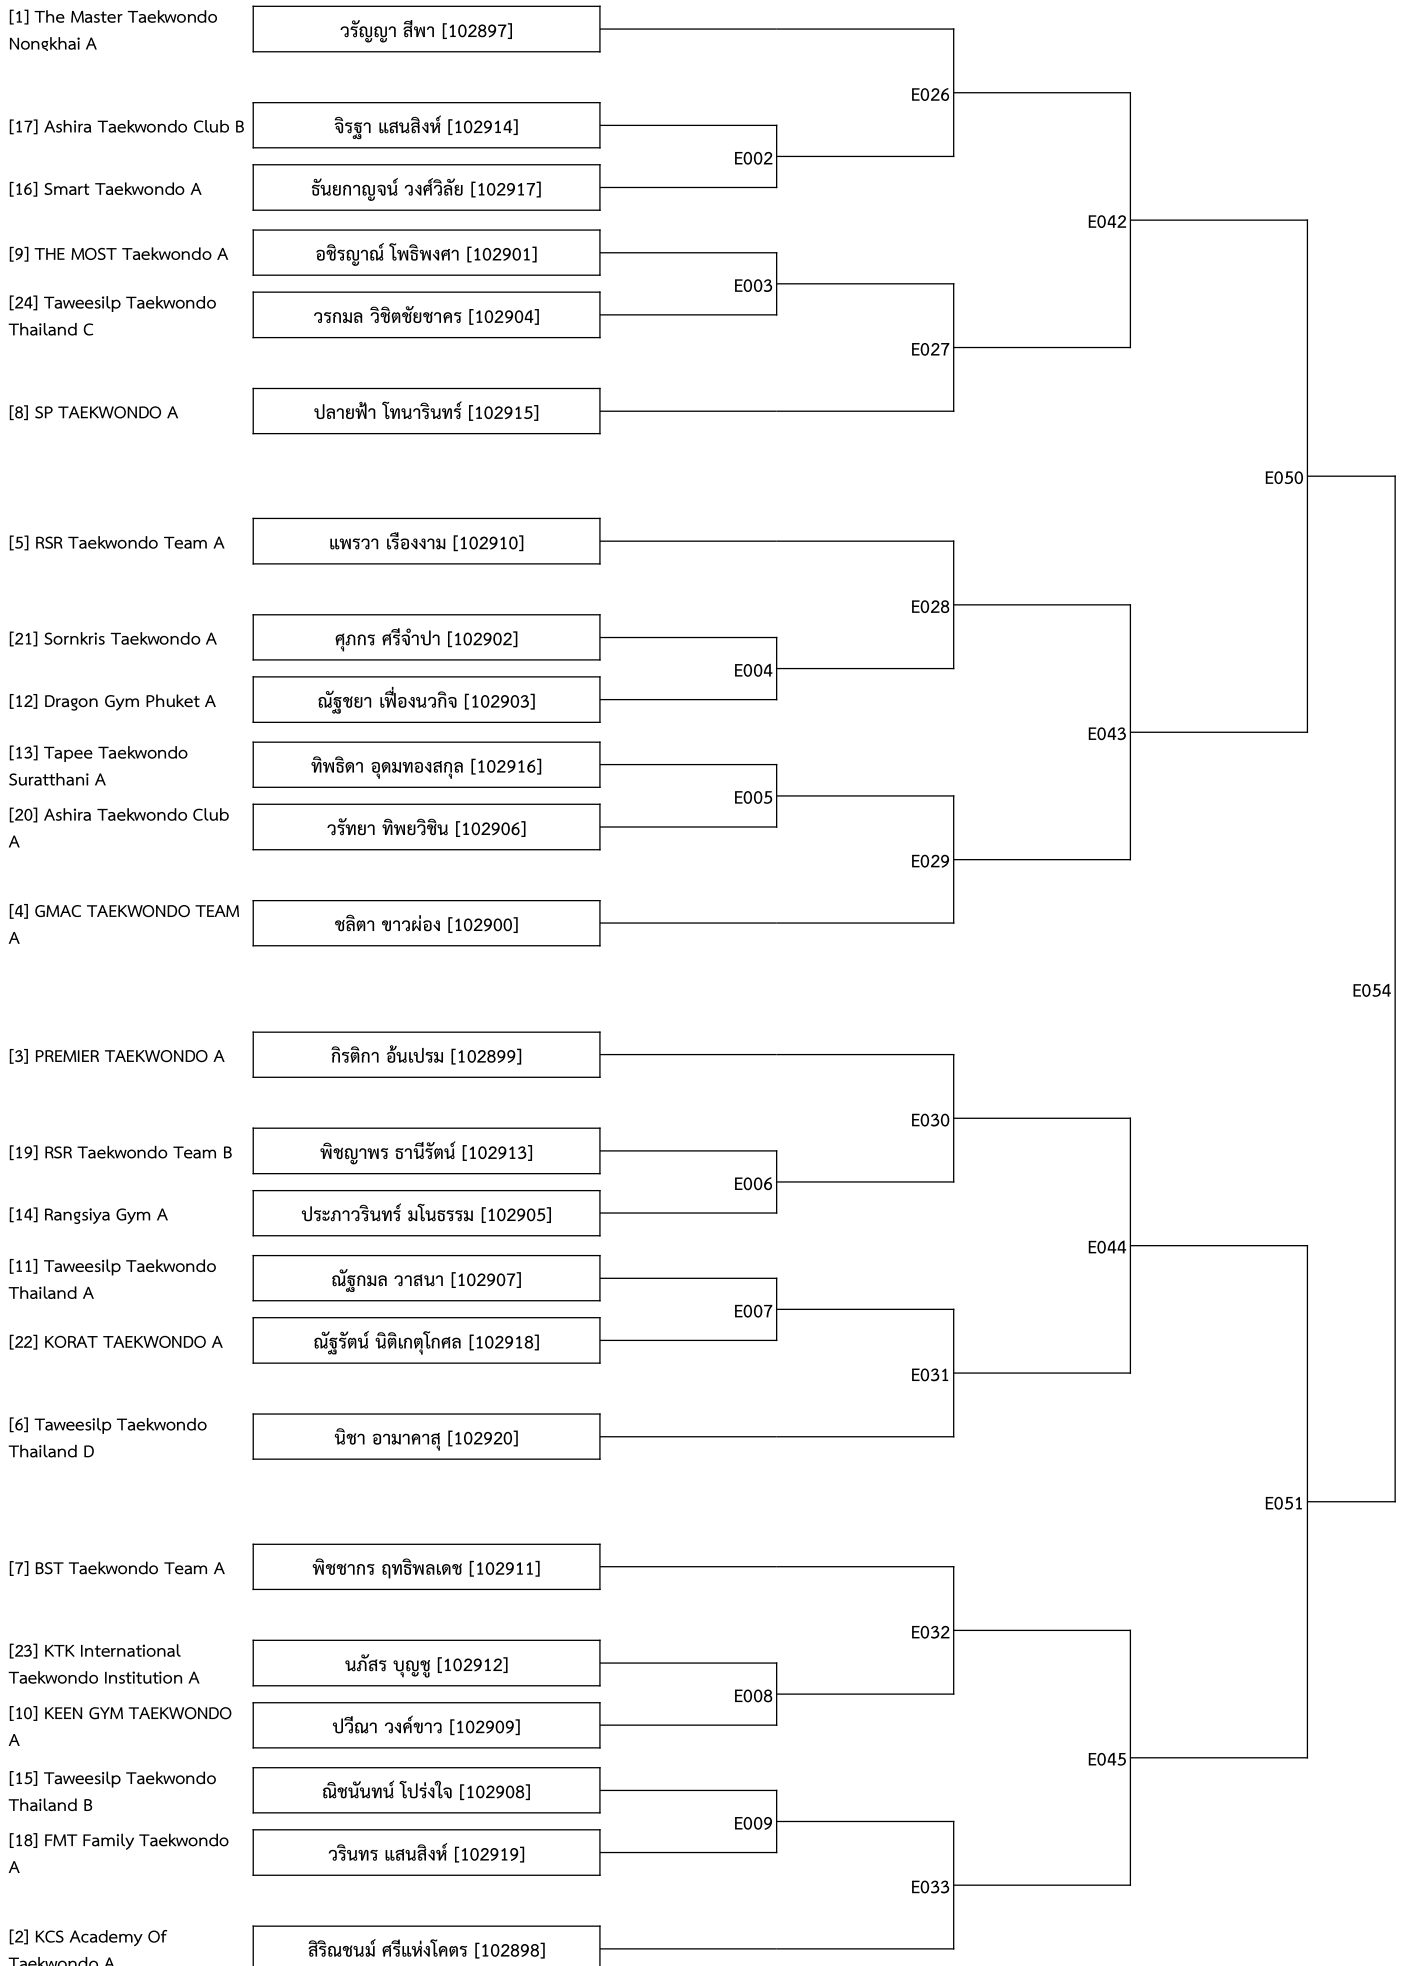 [1] The Master Taekwondo
Nongkhai A
วรัญญา สีพา [102897]
E026
[17] Ashira Taekwondo Club B
จิรฐา แสนสิงห์ [102914]
E002
[16] Smart Taekwondo A
ธันยกาญจน์ วงศ์วิลัย [102917]
E042
[9] THE MOST Taekwondo A
อชิรญาณ์ โพธิพงศา [102901]
E003
[24] Taweesilp Taekwondo
Thailand C
วรกมล วิชิตชัยชาคร [102904]
E027
[8] SP TAEKWONDO A
ปลายฟ้า โทนารินทร์ [102915]
E050
[5] RSR Taekwondo Team A
แพรวา เรืองงาม [102910]
E028
[21] Sornkris Taekwondo A
ศุภกร ศรีจำปา [102902]
E004
[12] Dragon Gym Phuket A
ณัฐชยา เฟื่องนวกิจ [102903]
E043
[13] Tapee Taekwondo
Suratthani A
ทิพธิดา อุดมทองสกุล [102916]
E005
[20] Ashira Taekwondo Club
A
วรัทยา ทิพยวิชิน [102906]
E029
[4] GMAC TAEKWONDO TEAM
A
ชลิตา ขาวผ่อง [102900]
E054
[3] PREMIER TAEKWONDO A
กิรติกา อ้นเปรม [102899]
E030
[19] RSR Taekwondo Team B
พิชญาพร ธานีรัตน์ [102913]
E006
[14] Rangsiya Gym A
ประภาวรินทร์ มโนธรรม [102905]
E044
[11] Taweesilp Taekwondo
Thailand A
ณัฐกมล วาสนา [102907]
E007
[22] KORAT TAEKWONDO A
ณัฐรัตน์ นิติเกตุโกศล [102918]
E031
[6] Taweesilp Taekwondo
Thailand D
นิชา อามาคาสุ [102920]
E051
[7] BST Taekwondo Team A
พิชชากร ฤทธิพลเดช [102911]
E032
[23] KTK International
Taekwondo Institution A
นภัสร บุญชู [102912]
E008
[10] KEEN GYM TAEKWONDO
A
ปวีณา วงค์ขาว [102909]
E045
[15] Taweesilp Taekwondo
Thailand B
ณิชนันทน์ โปร่งใจ [102908]
E009
[18] FMT Family Taekwondo
A
วรินทร แสนสิงห์ [102919]
E033
[2] KCS Academy Of
Taekwondo A
สิริณชนม์ ศรีแห่งโคตร [102898]